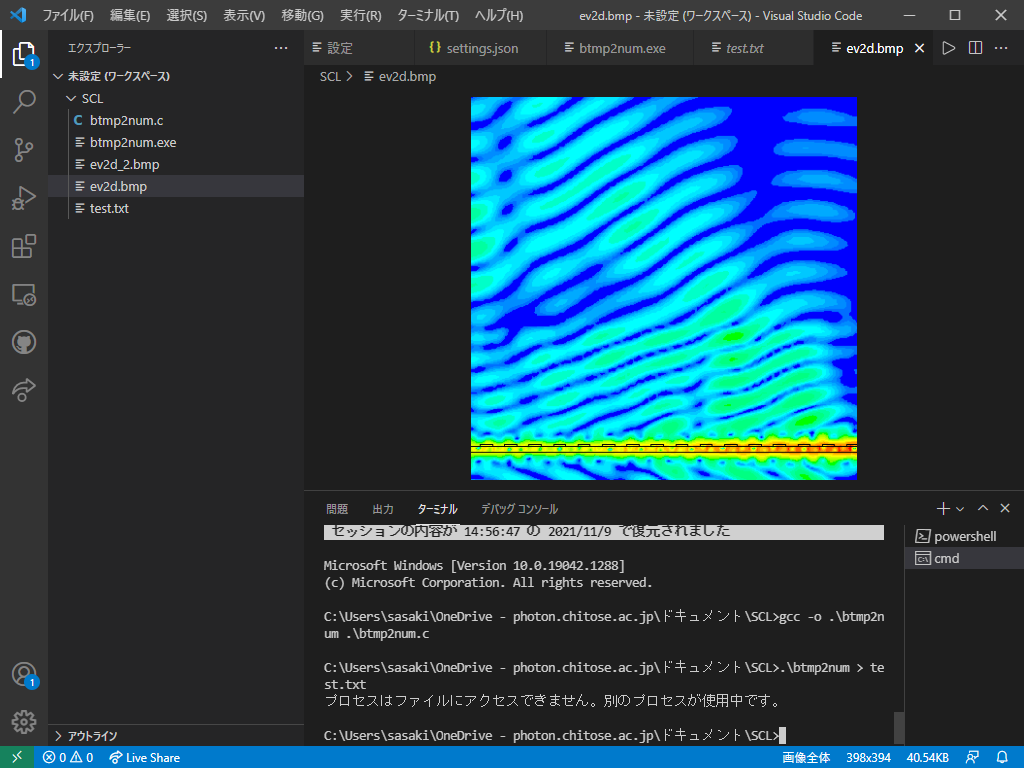 ファイル(F) 編集(E) 選択(S) 表示(V) 移動(G) 実行(R) ターミナル(T) ヘルプ(H) ev2d.bmp - 未設定 (ワークスペース) - Visual Studio Code
エクスプローラー
設定 settings.json btmp2num.exe test.txt ev2d.bmp
SCL ev2d.bmp
未設定 (ワークスペース)
SCL
btmp2num.c
btmp2num.exe
ev2d_2.bmp
ev2d.bmp
test.txt
問題 出力 ターミナル デバッグ コンソール
セッションの内容が 14:56:47 の 2021/11/9 で復元されました
Microsoft Windows [Version 10.0.19042.1288]
(c) Microsoft Corporation. All rights reserved.
C:\Users\sasaki\OneDrive - photon.chitose.ac.jp\ドキュメント\SCL>gcc -o .\btmp2n
um .\btmp2num.c
C:\Users\sasaki\OneDrive - photon.chitose.ac.jp\ドキュメント\SCL>.\btmp2num > te
st.txt
プロセスはファイルにアクセスできません。別のプロセスが使用中です。
C:\Users\sasaki\OneDrive - photon.chitose.ac.jp\ドキュメント\SCL>
powershell
cmd
アウトライン
1
1
0 0 Live Share 画像全体 398x394 40.54KB